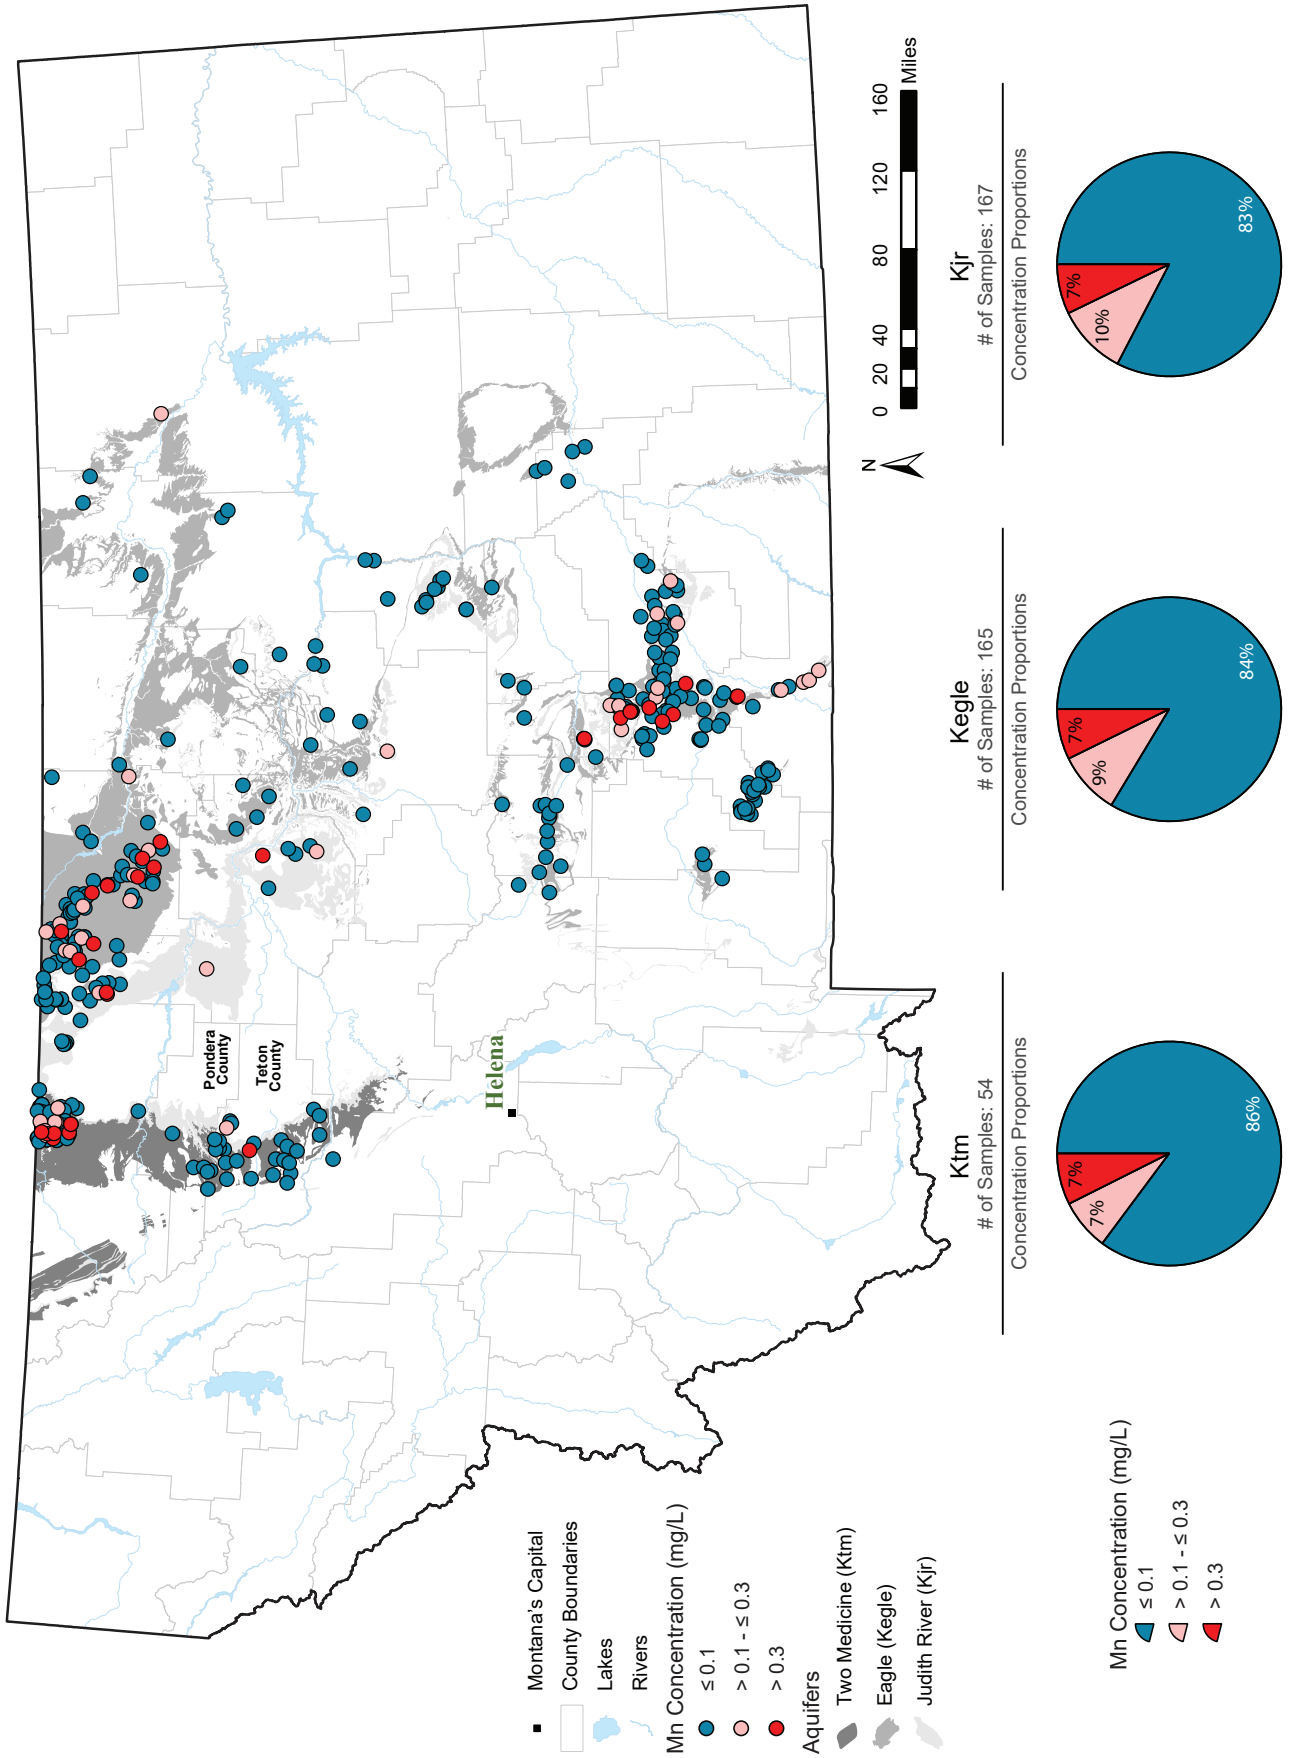 Pondera
County
Teton
County
Helena
Montana's Capital
County Boundaries
Lakes
Rivers
Mn Concentration (mg/L)
≤ 0.1
> 0.1 - ≤ 0.3
> 0.3
Aquifers
Two Medicine (Ktm)
Eagle (Kegle)
Judith River (Kjr)
N
0 20 40 80 120 160
Miles
Ktm
# of Samples: 54
Concentration Proportions
7%
7%
86%
Kegle
# of Samples: 165
Concentration Proportions
7%
9%
84%
Kjr
# of Samples: 167
Concentration Proportions
7%
10%
83%
Mn Concentration (mg/L)
≤ 0.1
> 0.1 - ≤ 0.3
> 0.3